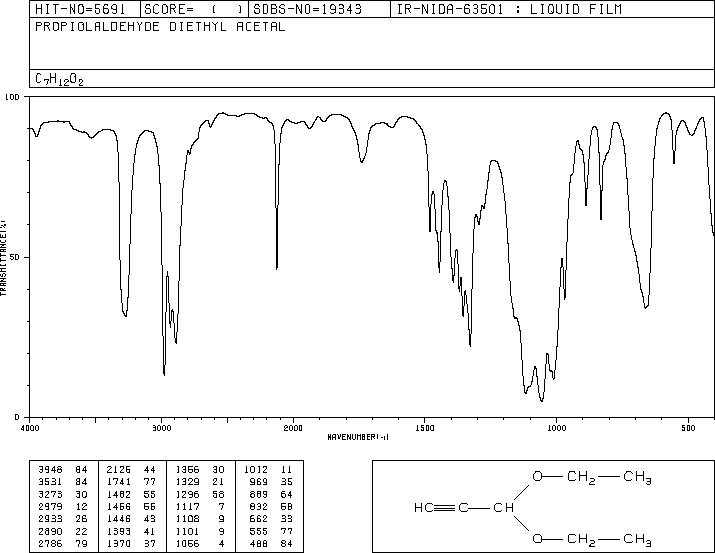 HIT-NO=5691 SCORE= ( ) SDBS-NO=19343 IR-NIDA-63501 : LIQUID FILM
PROPIOLALDEHYDE DIETHYL ACETAL
C7H12O2
100
50
0
TRANSMITTANCE(%)
4000 3000 2000 1500 1000 500
WAVENUMBER(-1)
3948 84 2126 44 1356 30 1012 11
3531 84 1741 77 1329 21 969 35
3273 30 1482 55 1296 58 889 64
2979 12 1456 55 1117 7 832 58
2933 26 1446 43 1108 9 662 33
2890 22 1393 41 1101 9 555 77
2786 79 1370 37 1056 4 488 84
O CH2 CH3
HC C CH
O CH2 CH3